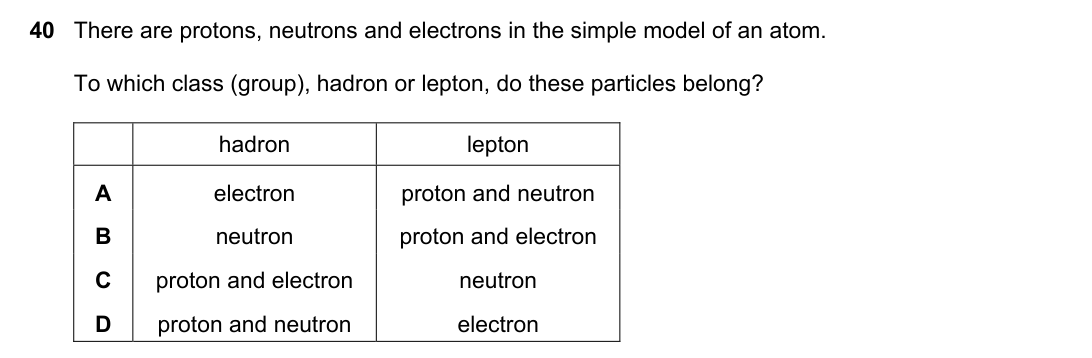 40 There are protons, neutrons and electrons in the simple model of an atom.
To which class (group), hadron or lepton, do these particles belong?
hadron lepton
A electron proton and neutron
B neutron proton and electron
C proton and electron neutron
D proton and neutron electron